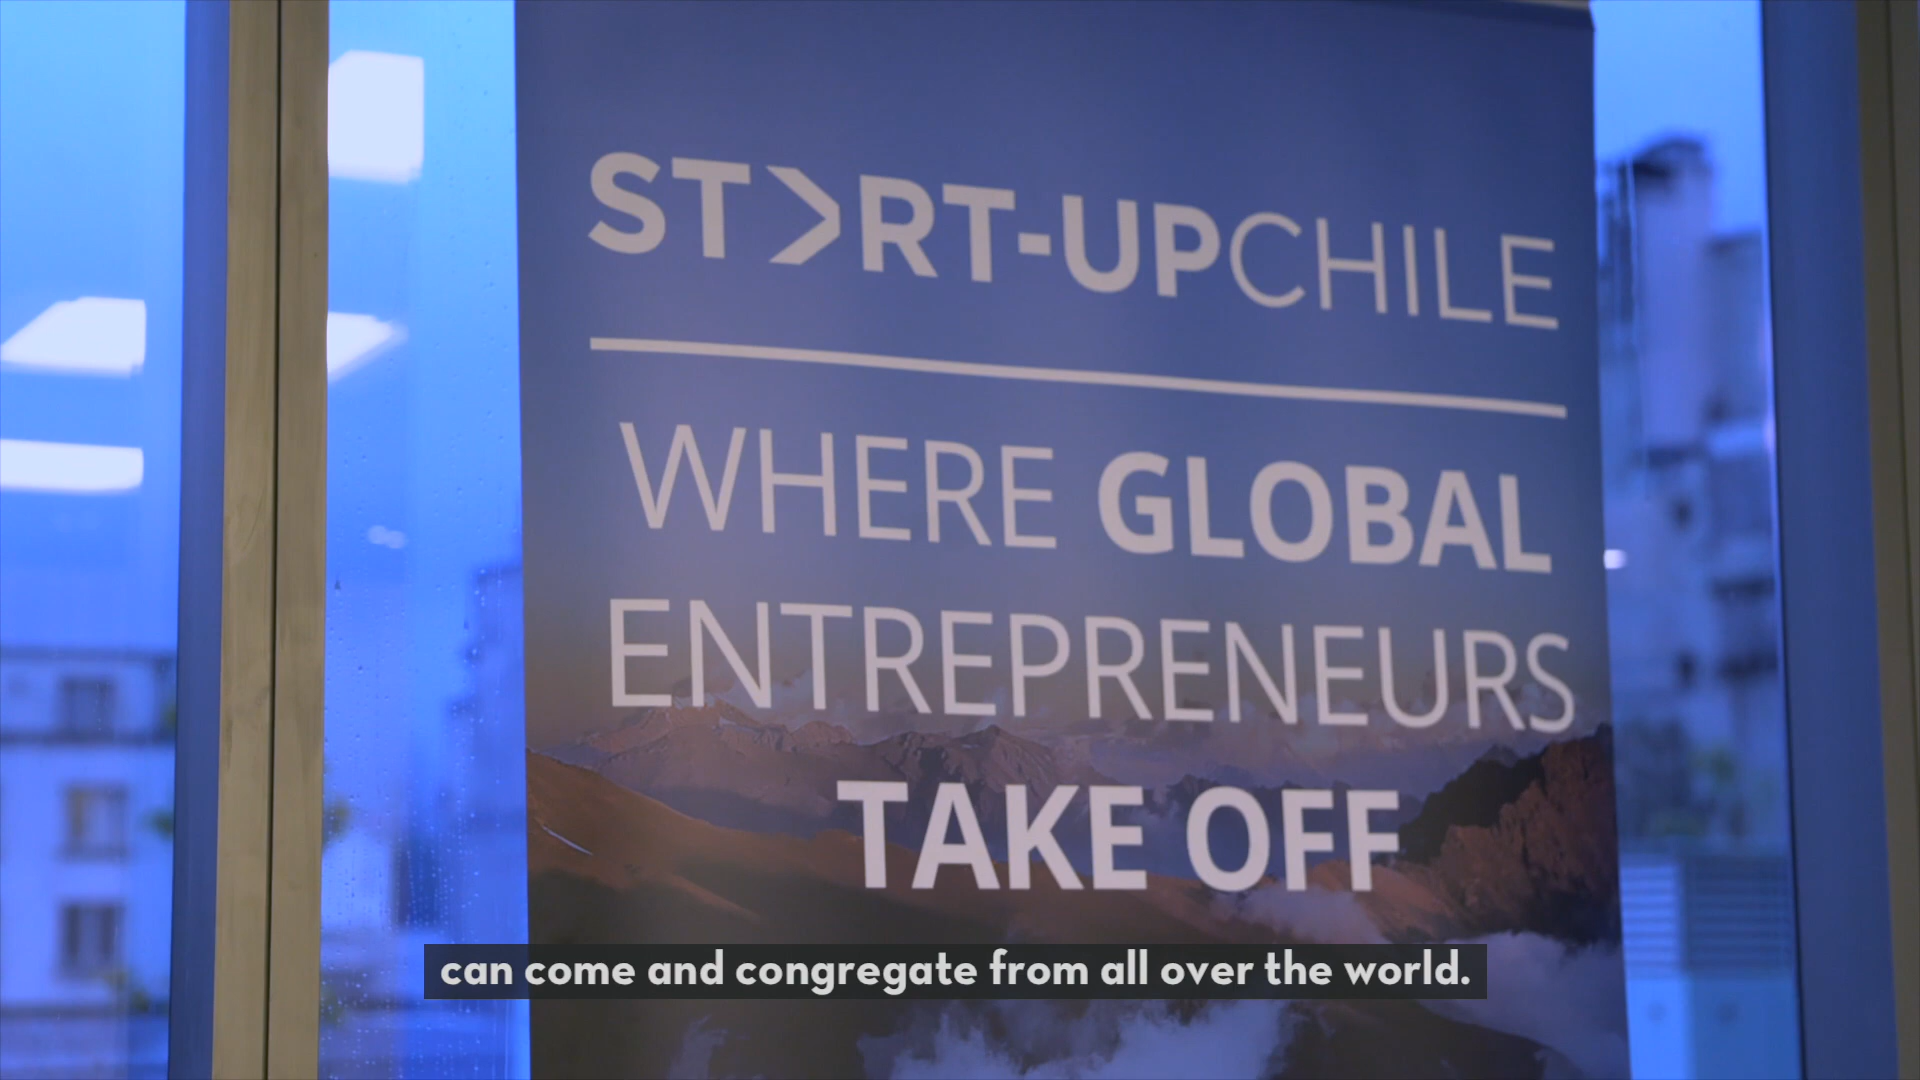 ST>RT-UPCHILE
WHERE GLOBAL
ENTREPRENEURS
TAKE OFF
can come and congregate from all over the world.